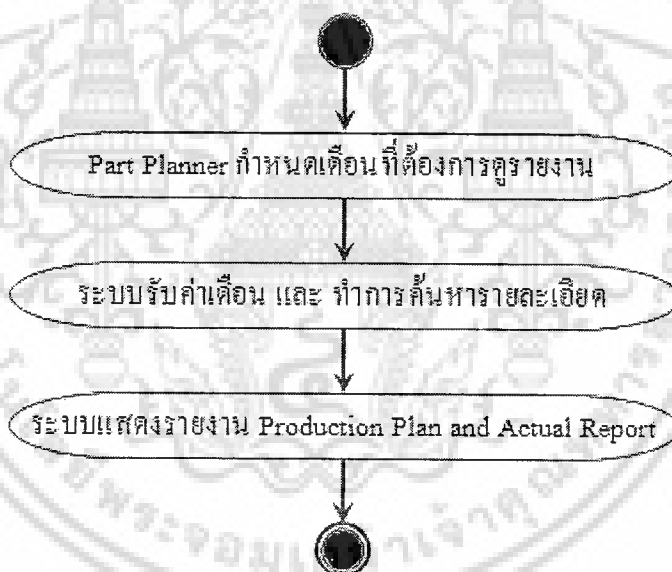 Part Planner กำหนดเดือนที่ต้องการดูรายงาน
ระบบรับค่าเดือน และ ทำการค้นหารายละเอียด
ระบบแสดงรายงาน Production Plan and Actual Report